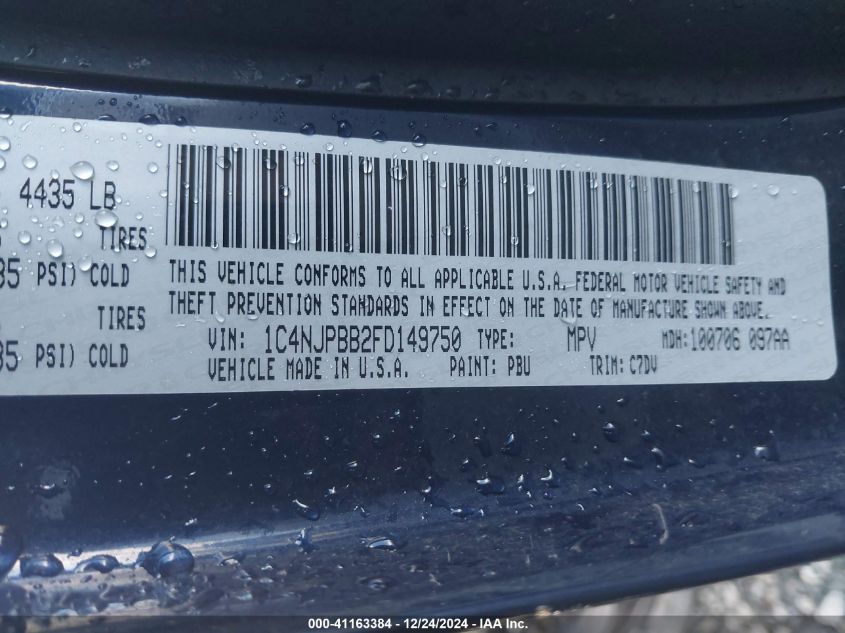 4435 LB
TIRES
35 PSI) COLD
TIRES
35 PSI) COLD
THIS VEHICLE CONFORMS TO ALL APPLICABLE U.S.A. FEDERAL MOTOR VEHICLE SAFETY AND
THEFT PREVENTION STANDARDS IN EFFECT ON THE DATE OF MANUFACTURE SHOWN ABOVE.
VIN: 1C4NJPBB2FD149750 TYPE: MPV MDH:100706 097AA
VEHICLE MADE IN U.S.A. PAINT: PBU TRIM: C7DV
000-41163384 - 12/24/2024 - IAA Inc.